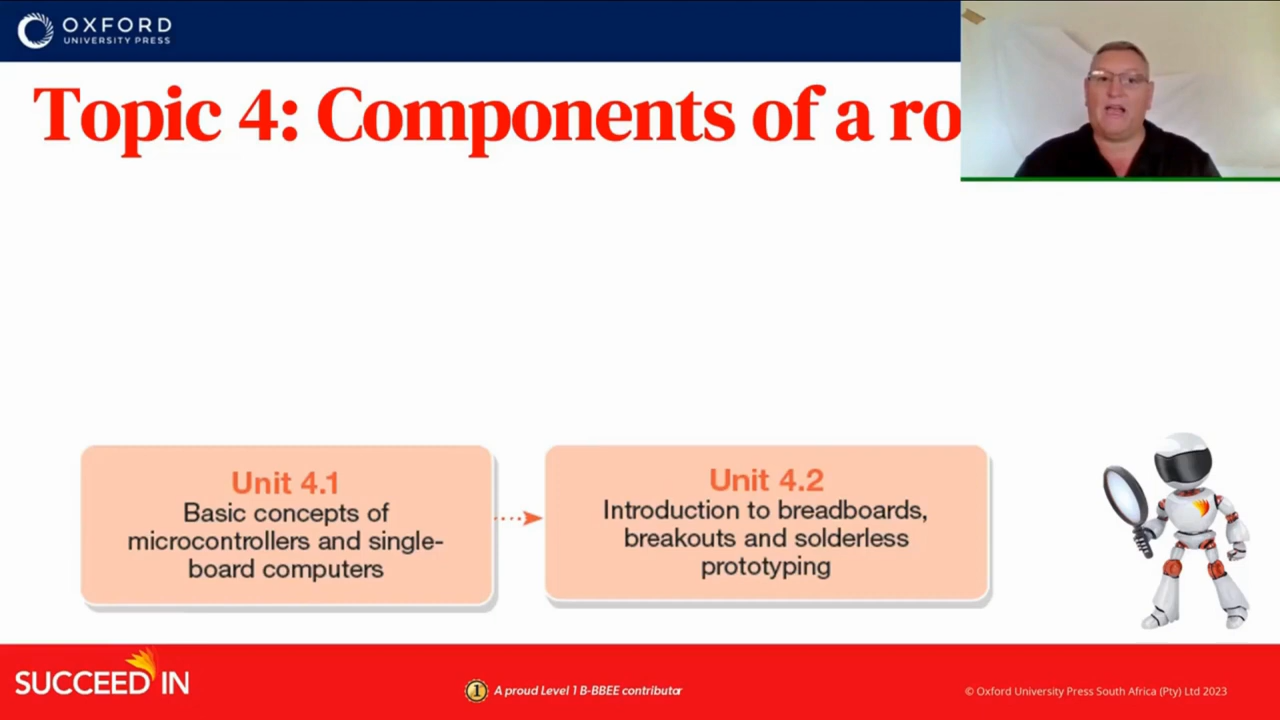 OXFORD
UNIVERSITY PRESS
Topic 4: Components of a ro
Unit 4.1
Basic concepts of
microcontrollers and single-
board computers
Unit 4.2
Introduction to breadboards,
breakouts and solderless
prototyping
SUCCEED IN
1 A proud Level 1 B-BBEE contributor
© Oxford University Press South Africa (Pty) Ltd 2023